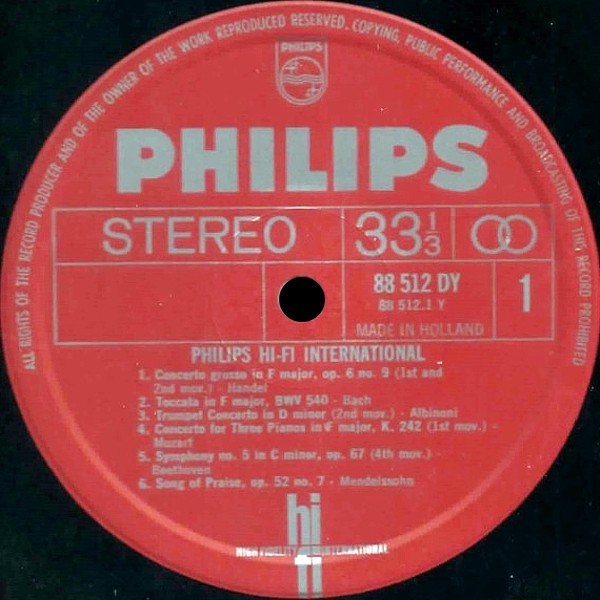 ALL RIGHTS OF THE RECORD PRODUCER AND OF THE OWNER OF THE WORK REPRODUCED RESERVED. COPYING, PUBLIC PERFORMANCE AND BROADCASTING OF THIS RECORD PROHIBITED
PHILIPS
PHILIPS
STEREO 33 1/3
88 512 DY 1
88 512.1 Y
MADE IN HOLLAND
PHILIPS HI-FI INTERNATIONAL
1. Concerto grosso in F major, op. 6 no. 9 (1st and
2nd mov.) - Handel
2. Toccata in F major, BWV 540 - Bach
3. Trumpet Concerto in D minor (2nd mov.) - Albinoni
4. Concerto for Three Pianos in F major, K. 242 (1st mov.) -
Mozart
5. Symphony no. 5 in C minor, op. 67 (4th mov.) -
Beethoven
6. Song of Praise, op. 52 no. 7 - Mendelssohn
hi
HIGH FIDELITY INTERNATIONAL
fi